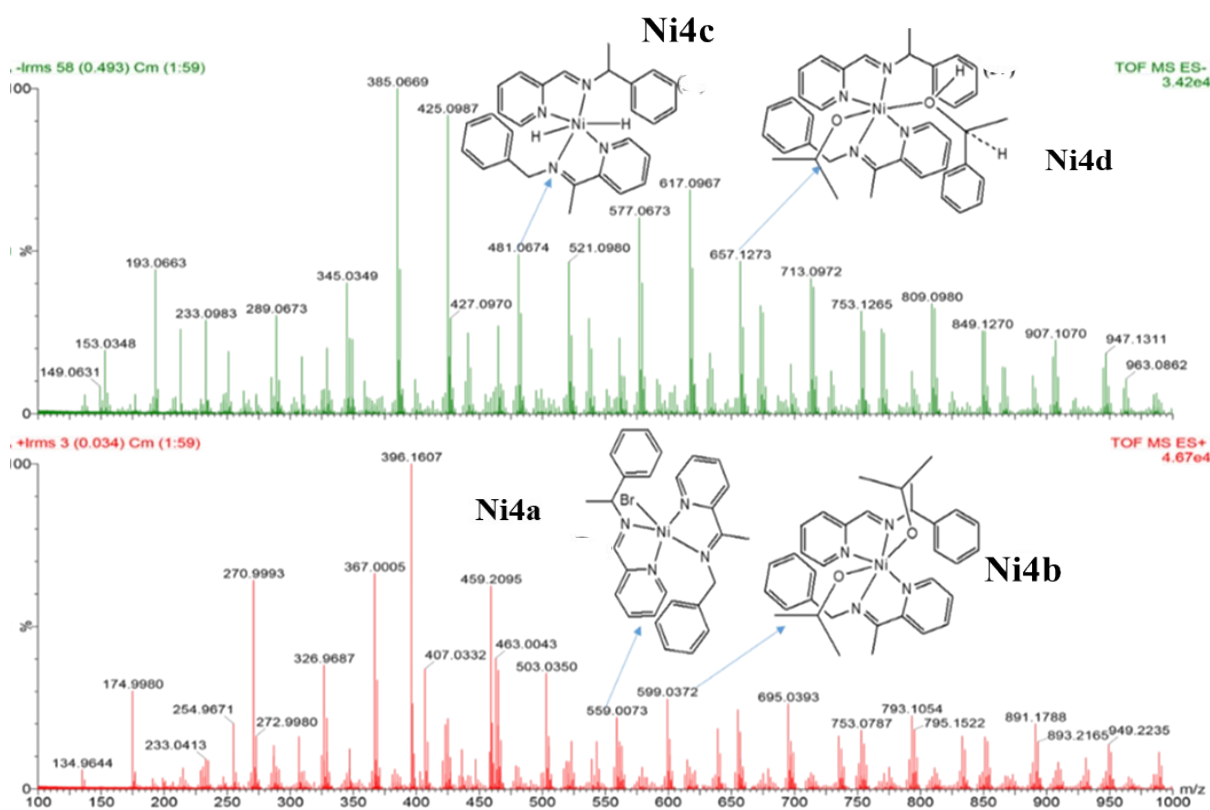 Ni4c
-Irms 58 (0.493) Cm (1:59)
TOF MS ES-
3.42e4
Ni4d
100
%
0
149.0631
153.0348
193.0663
233.0983
289.0673
345.0349
385.0669
425.0987
427.0970
481.0674
521.0980
577.0673
617.0967
657.1273
713.0972
753.1265
809.0980
849.1270
907.1070
947.1311
963.0862
N
N
Ni
H
H
N
N
N
N
H
Ni
O
O
N
N
H
+Irms 3 (0.034) Cm (1:59)
TOF MS ES+
4.67e4
Ni4a
Ni4b
100
%
0
134.9644
174.9980
233.0413
254.9671
270.9993
272.9980
326.9687
367.0005
396.1607
407.0332
459.2095
463.0043
503.0350
559.0073
599.0372
695.0393
753.0787
793.1054
795.1522
891.1788
893.2165
949.2235
Br
N
N
Ni
N
N
N
N
O
O
Ni
N
N
100 150 200 250 300 350 400 450 500 550 600 650 700 750 800 850 900 950 1000 m/z